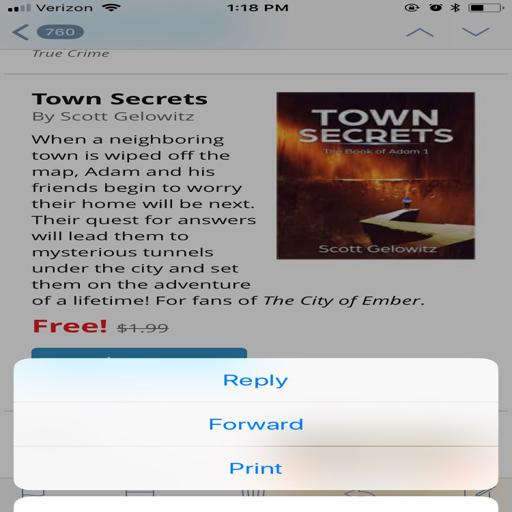 Verizon 1:18 PM
760
True Crime
Town Secrets
By Scott Gelowitz
When a neighboring
town is wiped off the
map, Adam and his
friends begin to worry
their home will be next.
Their quest for answers
will lead them to
mysterious tunnels
under the city and set
them on the adventure
of a lifetime! For fans of The City of Ember.
Free! $1.99
TOWN
SECRETS
The Book of Adam 1
Scott Gelowitz
Reply
Forward
Print